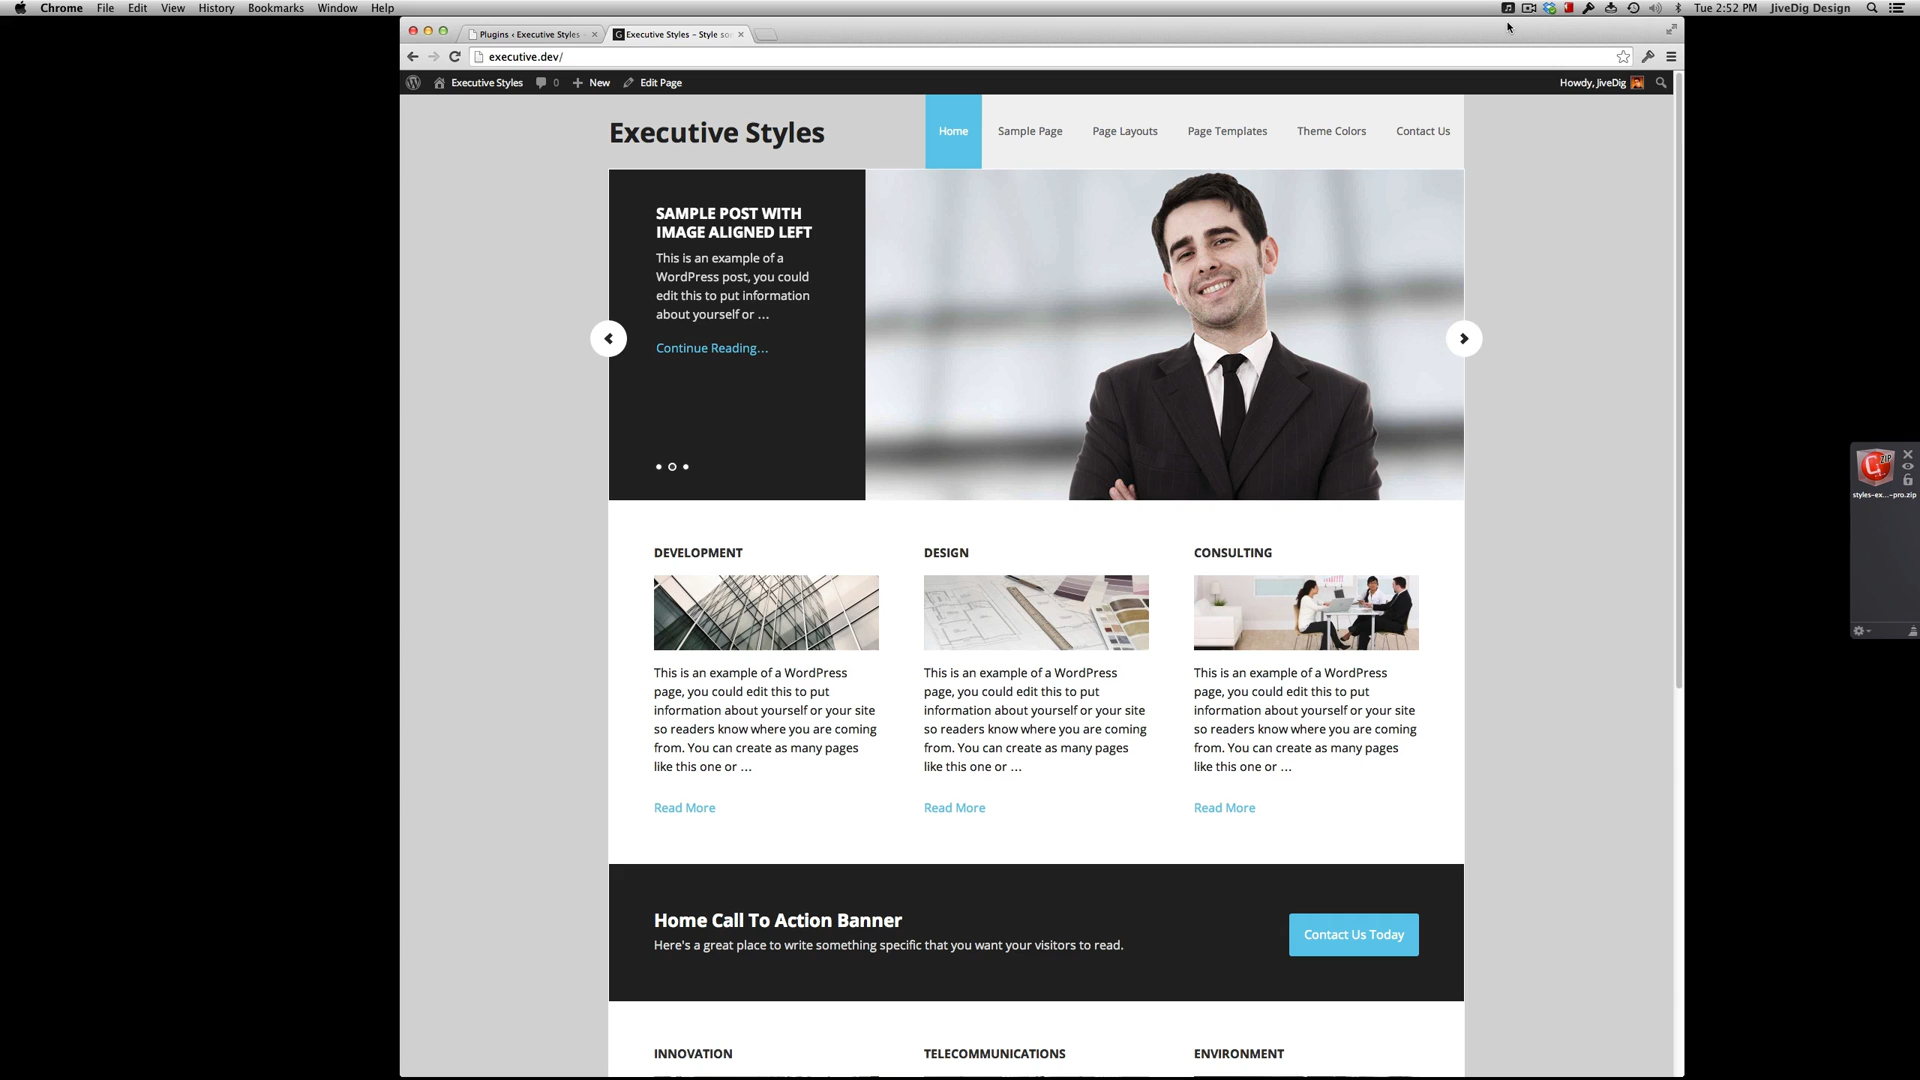 Chrome File Edit View History Bookmarks Window Help
Tue 2:52 PM JiveDig Design
Plugins ‹ Executive Styles
Executive Styles – Style so
executive.dev/
Executive Styles 0 New Edit Page
Howdy, JiveDig
Executive Styles
Home Sample Page Page Layouts Page Templates Theme Colors Contact Us
SAMPLE POST WITH
IMAGE ALIGNED LEFT
This is an example of a
WordPress post, you could
edit this to put information
about yourself or …
Continue Reading…
DEVELOPMENT
This is an example of a WordPress
page, you could edit this to put
information about yourself or your site
so readers know where you are coming
from. You can create as many pages
like this one or …
Read More
DESIGN
This is an example of a WordPress
page, you could edit this to put
information about yourself or your site
so readers know where you are coming
from. You can create as many pages
like this one or …
Read More
CONSULTING
This is an example of a WordPress
page, you could edit this to put
information about yourself or your site
so readers know where you are coming
from. You can create as many pages
like this one or …
Read More
ZIP
styles-ex...-pro.zip
Home Call To Action Banner
Here's a great place to write something specific that you want your visitors to read.
Contact Us Today
INNOVATION
TELECOMMUNICATIONS
ENVIRONMENT